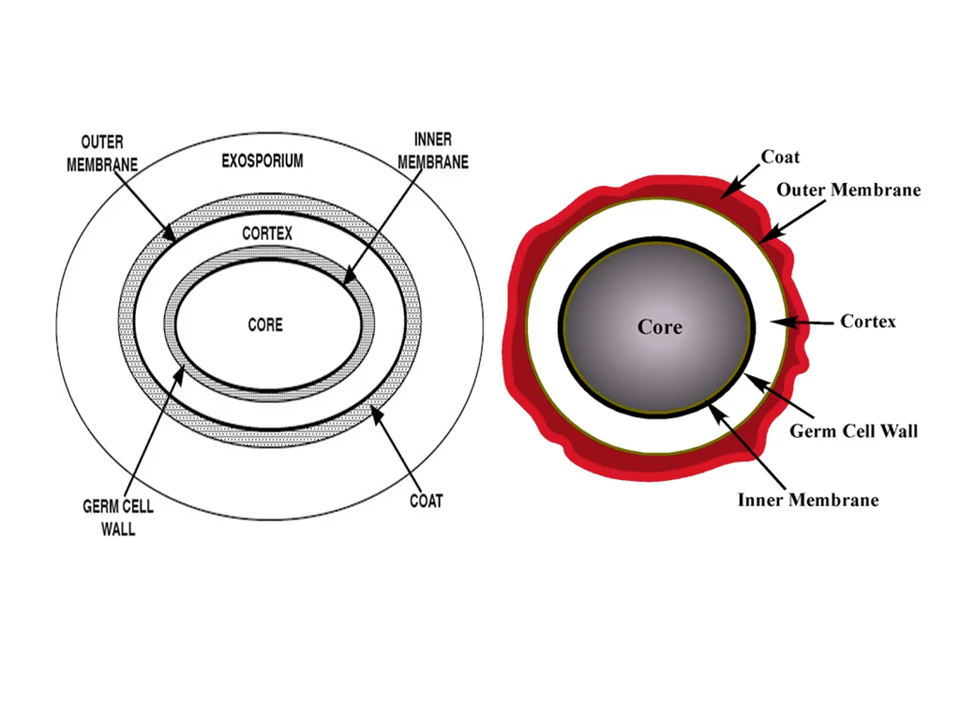 OUTER
MEMBRANE
EXOSPORIUM
INNER
MEMBRANE
CORTEX
CORE
GERM CELL
WALL
COAT
Coat
Outer Membrane
Core
Cortex
Germ Cell Wall
Inner Membrane